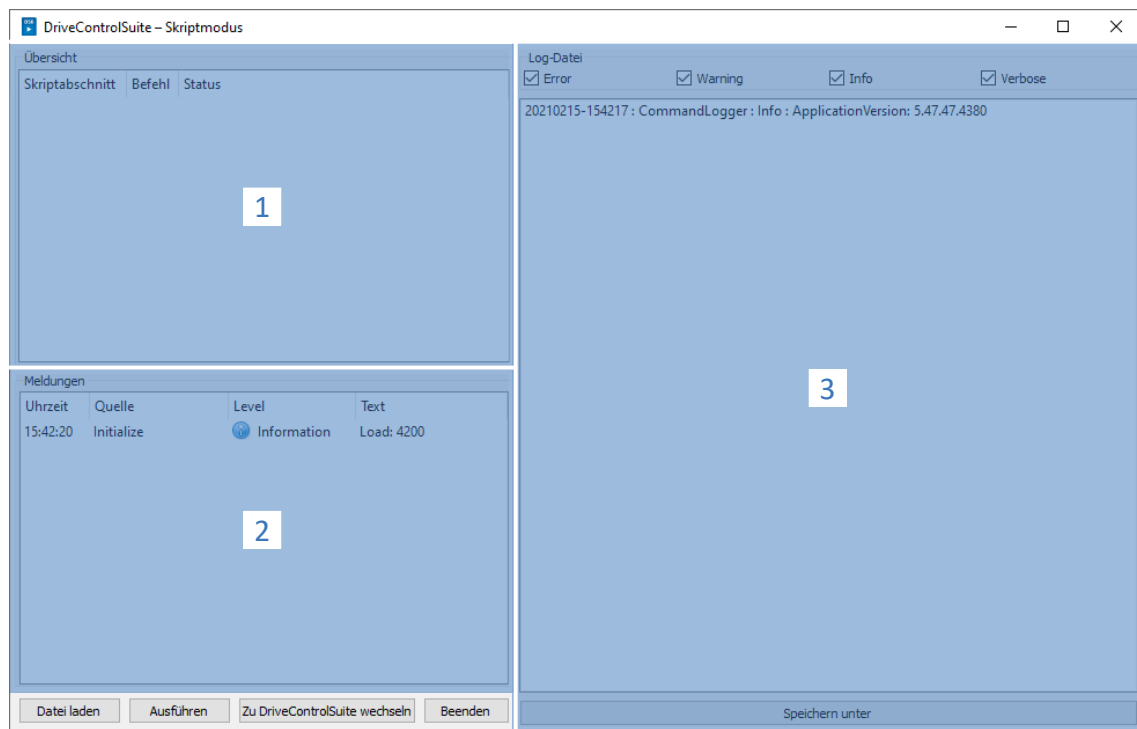 DriveControlSuite – Skriptmodus
Übersicht
Skriptabschnitt Befehl Status
1
Meldungen
Uhrzeit Quelle Level Text
15:42:20 Initialize Information Load: 4200
2
Datei laden Ausführen Zu DriveControlSuite wechseln Beenden
Log-Datei
Error Warning Info Verbose
20210215-154217 : CommandLogger : Info : ApplicationVersion: 5.47.47.4380
3
Speichern unter